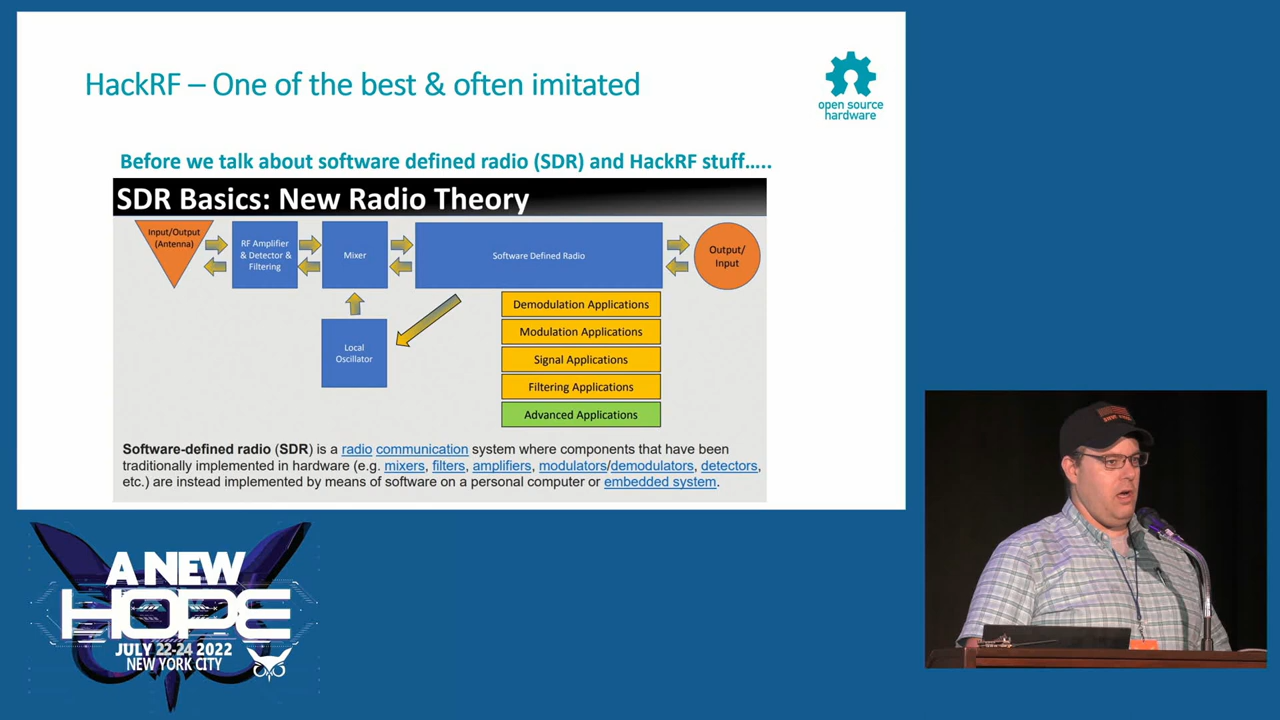 HackRF – One of the best & often imitated
open source
hardware
Before we talk about software defined radio (SDR) and HackRF stuff…..
SDR Basics: New Radio Theory
Input/Output
(Antenna)
RF Amplifier
& Detector &
Filtering
Mixer
Software Defined Radio
Output/
Input
Local
Oscillator
Demodulation Applications
Modulation Applications
Signal Applications
Filtering Applications
Advanced Applications
Software-defined radio (SDR) is a radio communication system where components that have been
traditionally implemented in hardware (e.g. mixers, filters, amplifiers, modulators/demodulators, detectors,
etc.) are instead implemented by means of software on a personal computer or embedded system.
A NEW
HOPE
JULY 22-24 2022
NEW YORK CITY